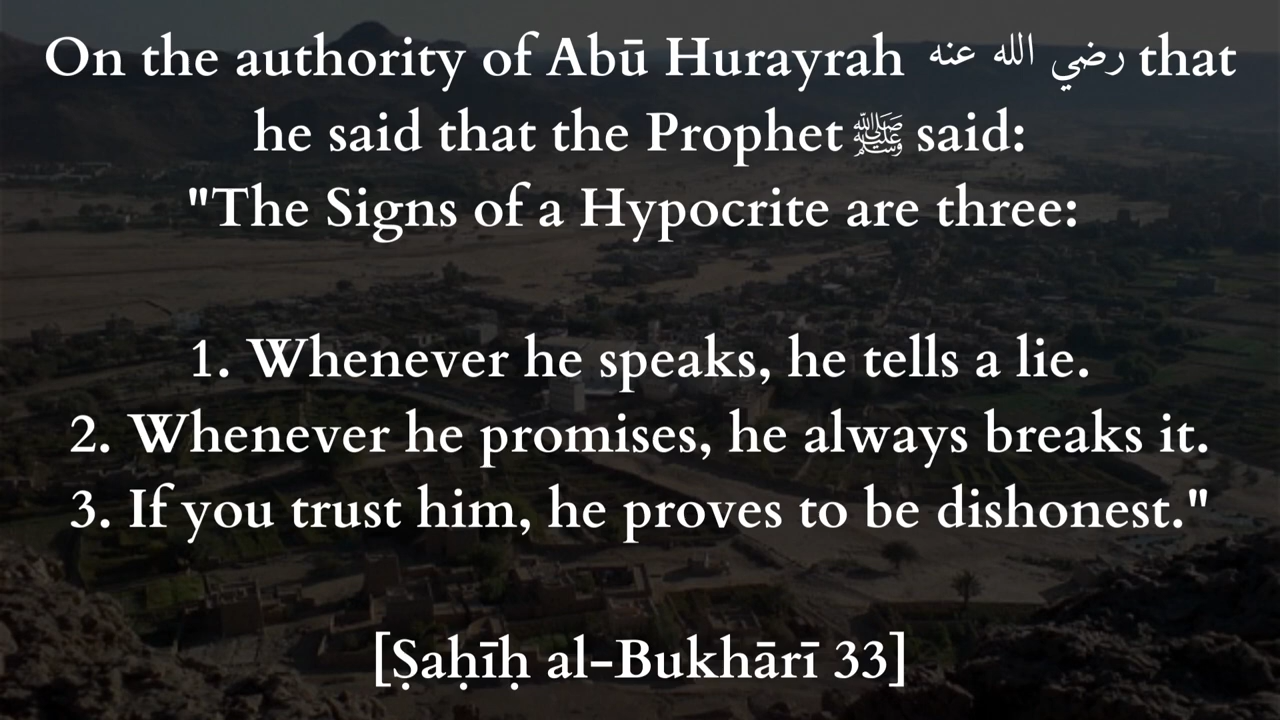 On the authority of Abū Hurayrah رضي الله عنه that
he said that the Prophet ﷺ said:
"The Signs of a Hypocrite are three:
1. Whenever he speaks, he tells a lie.
2. Whenever he promises, he always breaks it.
3. If you trust him, he proves to be dishonest."
[Ṣaḥīḥ al-Bukhārī 33]